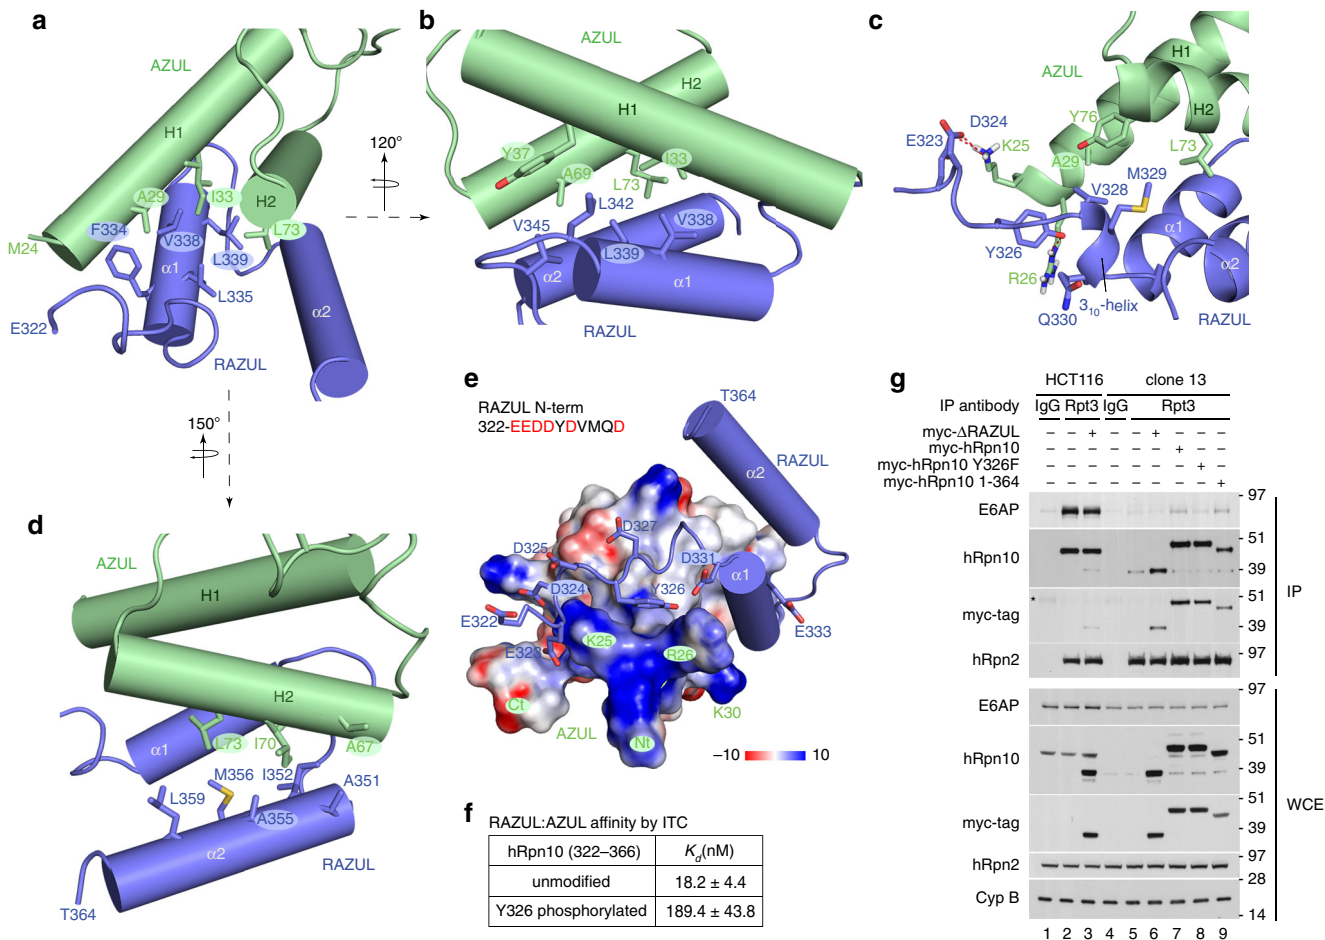 a
AZUL
H1
A29
I33
F334
H2
V338
L73
M24
L339
α1
L335
E322
α2
RAZUL
120°
150°
b
AZUL
H2
H1
Y37
I33
A69
L73
L342
V345
V338
L339
α1
α2
RAZUL
c
H1
AZUL
D324
Y76
H2
E323
K25
A29
L73
M329
V328
Y326
α1
α2
R26
3₁₀-helix
Q330
RAZUL
d
AZUL
H1
H2
α1
L73
I70
A67
M356
I352
A351
L359
A355
α2
RAZUL
T364
e
RAZUL N-term
322-EEDDYDVMQD
T364
α2
RAZUL
D327
D325
D331
α1
D324
Y326
E322
E333
K25
E323
R26
Ct
K30
AZUL
Nt
–10 10
f
RAZUL:AZUL affinity by ITC
hRpn10 (322–366) Kd(nM)
unmodified 18.2 ± 4.4
Y326 phosphorylated 189.4 ± 43.8
g
HCT116 clone 13
IP antibody IgG Rpt3 IgG Rpt3
myc-ΔRAZUL – – + – – + – – –
myc-hRpn10 – – – – – – + – –
myc-hRpn10 Y326F – – – – – – – + –
myc-hRpn10 1-364 – – – – – – – – +
97
E6AP
51
hRpn10
39
* 51
myc-tag
39
97
hRpn2
IP
97
E6AP
51
hRpn10
39
51
myc-tag
39
97
hRpn2
28
Cyp B
14
WCE
1 2 3 4 5 6 7 8 9